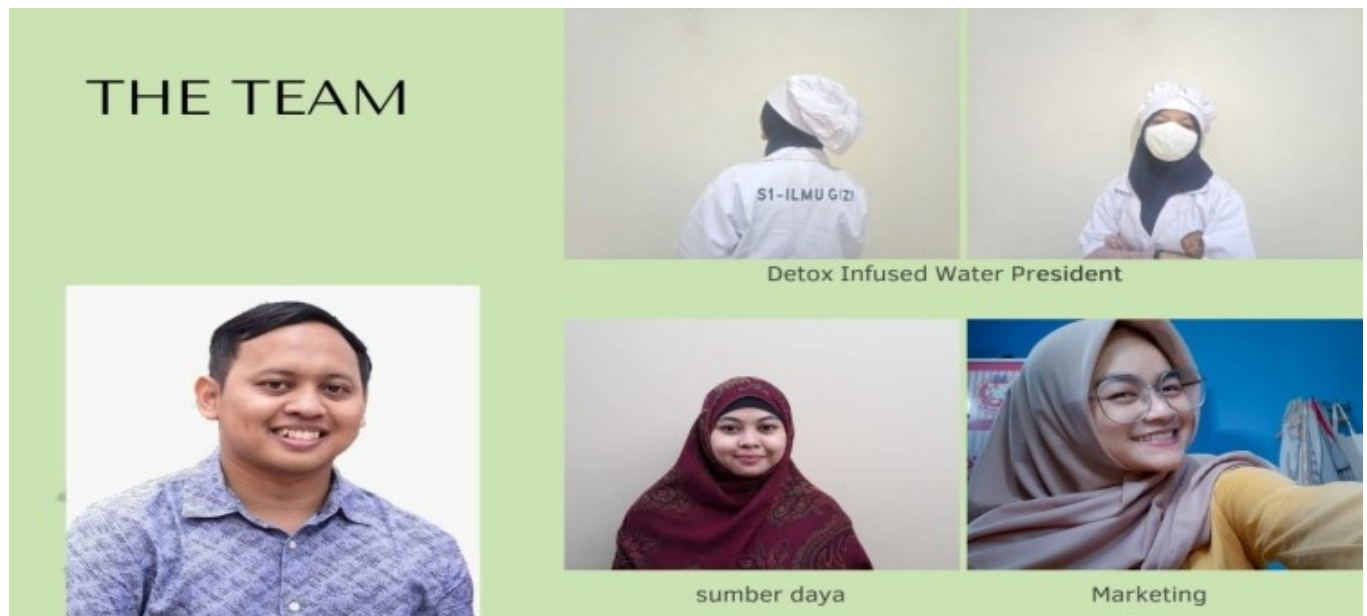 THE TEAM
S1-ILMU GIZI
Detox Infused Water President
sumber daya
Marketing